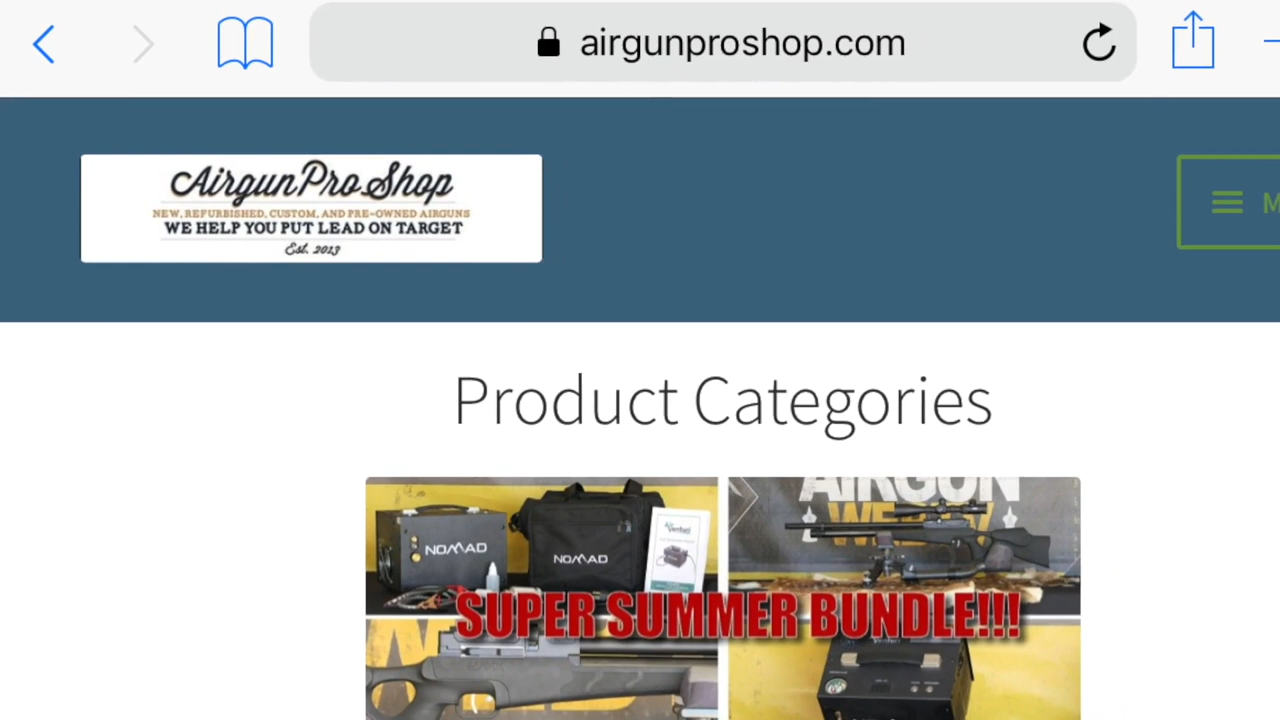 airgunproshop.com
AirgunProShop
NEW, REFURBISHED, CUSTOM, AND PRE-OWNED AIRGUNS
WE HELP YOU PUT LEAD ON TARGET
Est. 2013
M
Product Categories
AIRGUN
NOMAD
NOMAD
SUPER SUMMER BUNDLE!!!